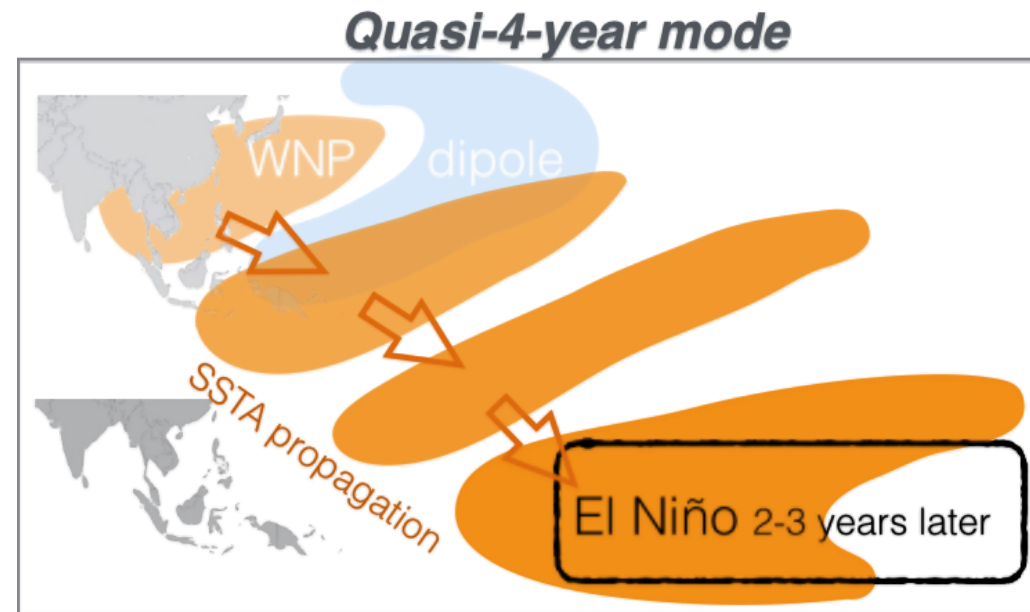 Quasi-4-year mode
WNP dipole
SSTA propagation
El Niño 2-3 years later